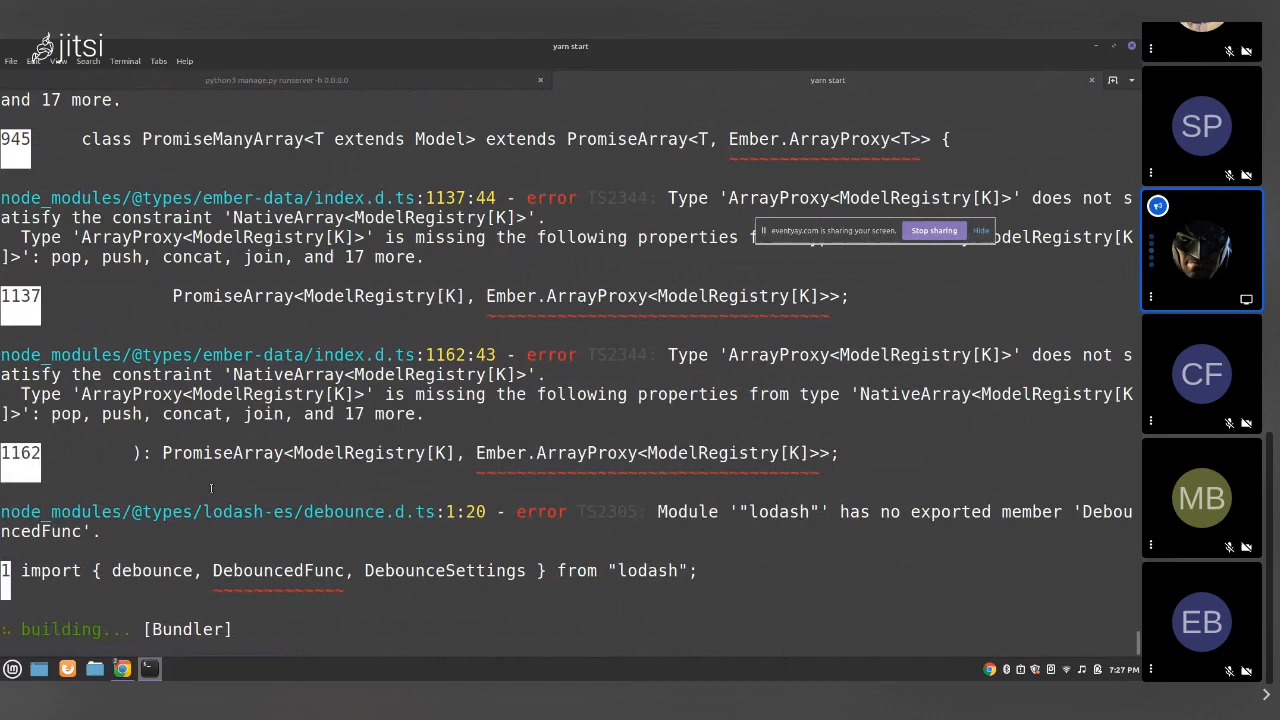 jitsi
yarn start
File Edit View Search Terminal Tabs Help
python3 manage.py runserver -h 0.0.0.0
yarn start
and 17 more.
945 class PromiseManyArray<T extends Model> extends PromiseArray<T, Ember.ArrayProxy<T>> {
node_modules/@types/ember-data/index.d.ts:1137:44 - error TS2344: Type 'ArrayProxy<ModelRegistry[K]>' does not s
atisfy the constraint 'NativeArray<ModelRegistry[K]>'.
Type 'ArrayProxy<ModelRegistry[K]>' is missing the following properties f
odelRegistry[K
]>': pop, push, concat, join, and 17 more.
eventyay.com is sharing your screen. Stop sharing Hide
1137 PromiseArray<ModelRegistry[K], Ember.ArrayProxy<ModelRegistry[K]>>;
node_modules/@types/ember-data/index.d.ts:1162:43 - error TS2344: Type 'ArrayProxy<ModelRegistry[K]>' does not s
atisfy the constraint 'NativeArray<ModelRegistry[K]>'.
Type 'ArrayProxy<ModelRegistry[K]>' is missing the following properties from type 'NativeArray<ModelRegistry[K
]>': pop, push, concat, join, and 17 more.
1162 ): PromiseArray<ModelRegistry[K], Ember.ArrayProxy<ModelRegistry[K]>>;
node_modules/@types/lodash-es/debounce.d.ts:1:20 - error TS2305: Module '"lodash"' has no exported member 'Debou
ncedFunc'.
1 import { debounce, DebouncedFunc, DebounceSettings } from "lodash";
building... [Bundler]
7:27 PM
SP
CF
MB
EB